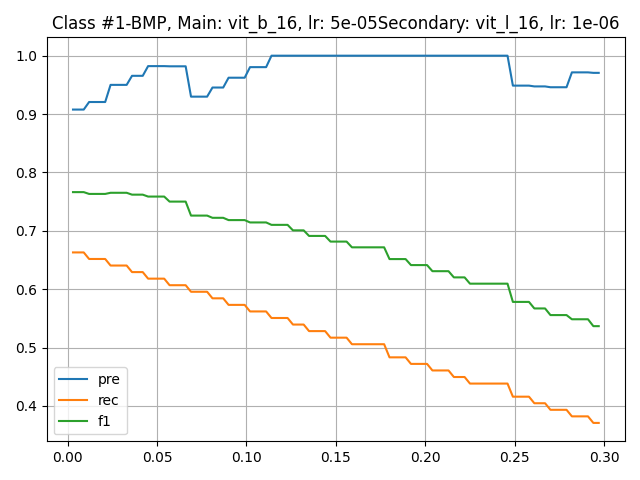 Class #1-BMP, Main: vit_b_16, lr: 5e-05Secondary: vit_l_16, lr: 1e-06
1.0
0.9
0.8
0.7
0.6
0.5
0.4
pre
rec
f1
0.00 0.05 0.10 0.15 0.20 0.25 0.30